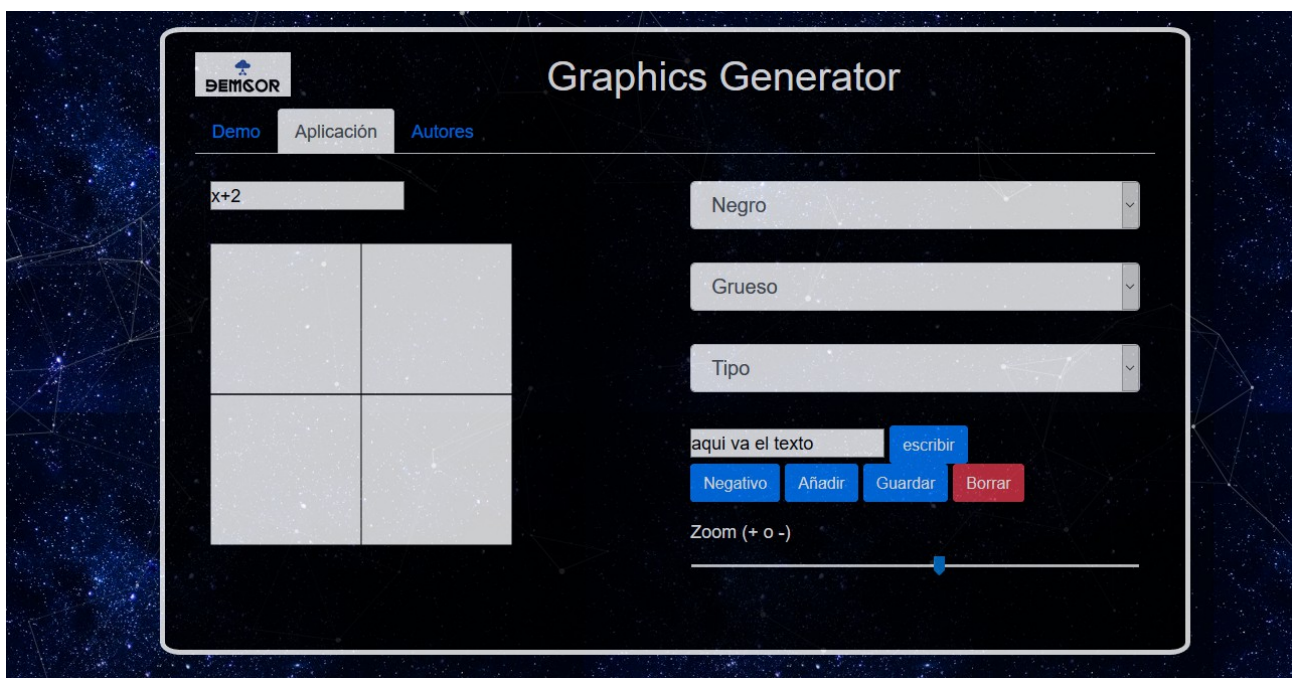 DEMCOR
Graphics Generator
Demo Aplicación Autores
x+2
Negro
Grueso
Tipo
aqui va el texto escribir
Negativo Añadir Guardar Borrar
Zoom (+ o -)